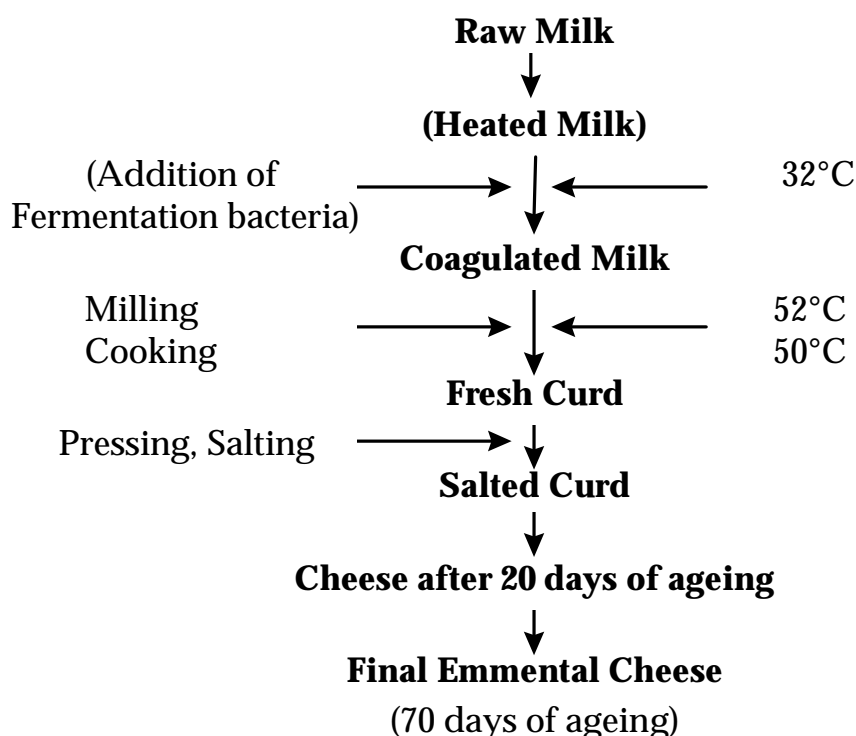 Raw Milk
(Heated Milk)
(Addition of
32°C
Fermentation bacteria)
Coagulated Milk
Milling
52°C
Cooking
50°C
Fresh Curd
Pressing, Salting
Salted Curd
Cheese after 20 days of ageing
Final Emmental Cheese
(70 days of ageing)